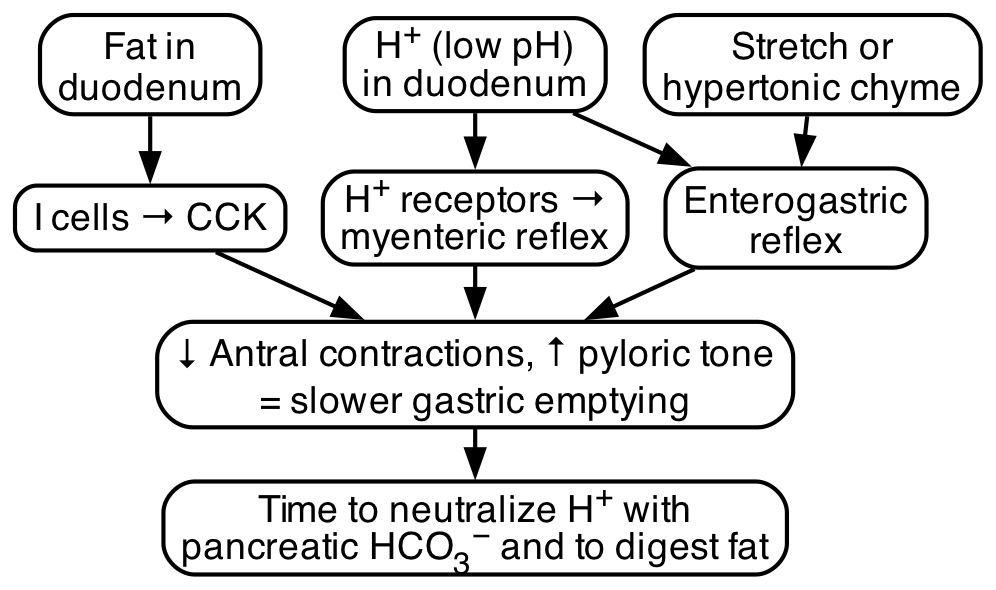 Fat in
duodenum
H⁺ (low pH)
in duodenum
Stretch or
hypertonic chyme
I cells → CCK
H⁺ receptors →
myenteric reflex
Enterogastric
reflex
↓ Antral contractions, ↑ pyloric tone
= slower gastric emptying
Time to neutralize H⁺ with
pancreatic HCO₃⁻ and to digest fat